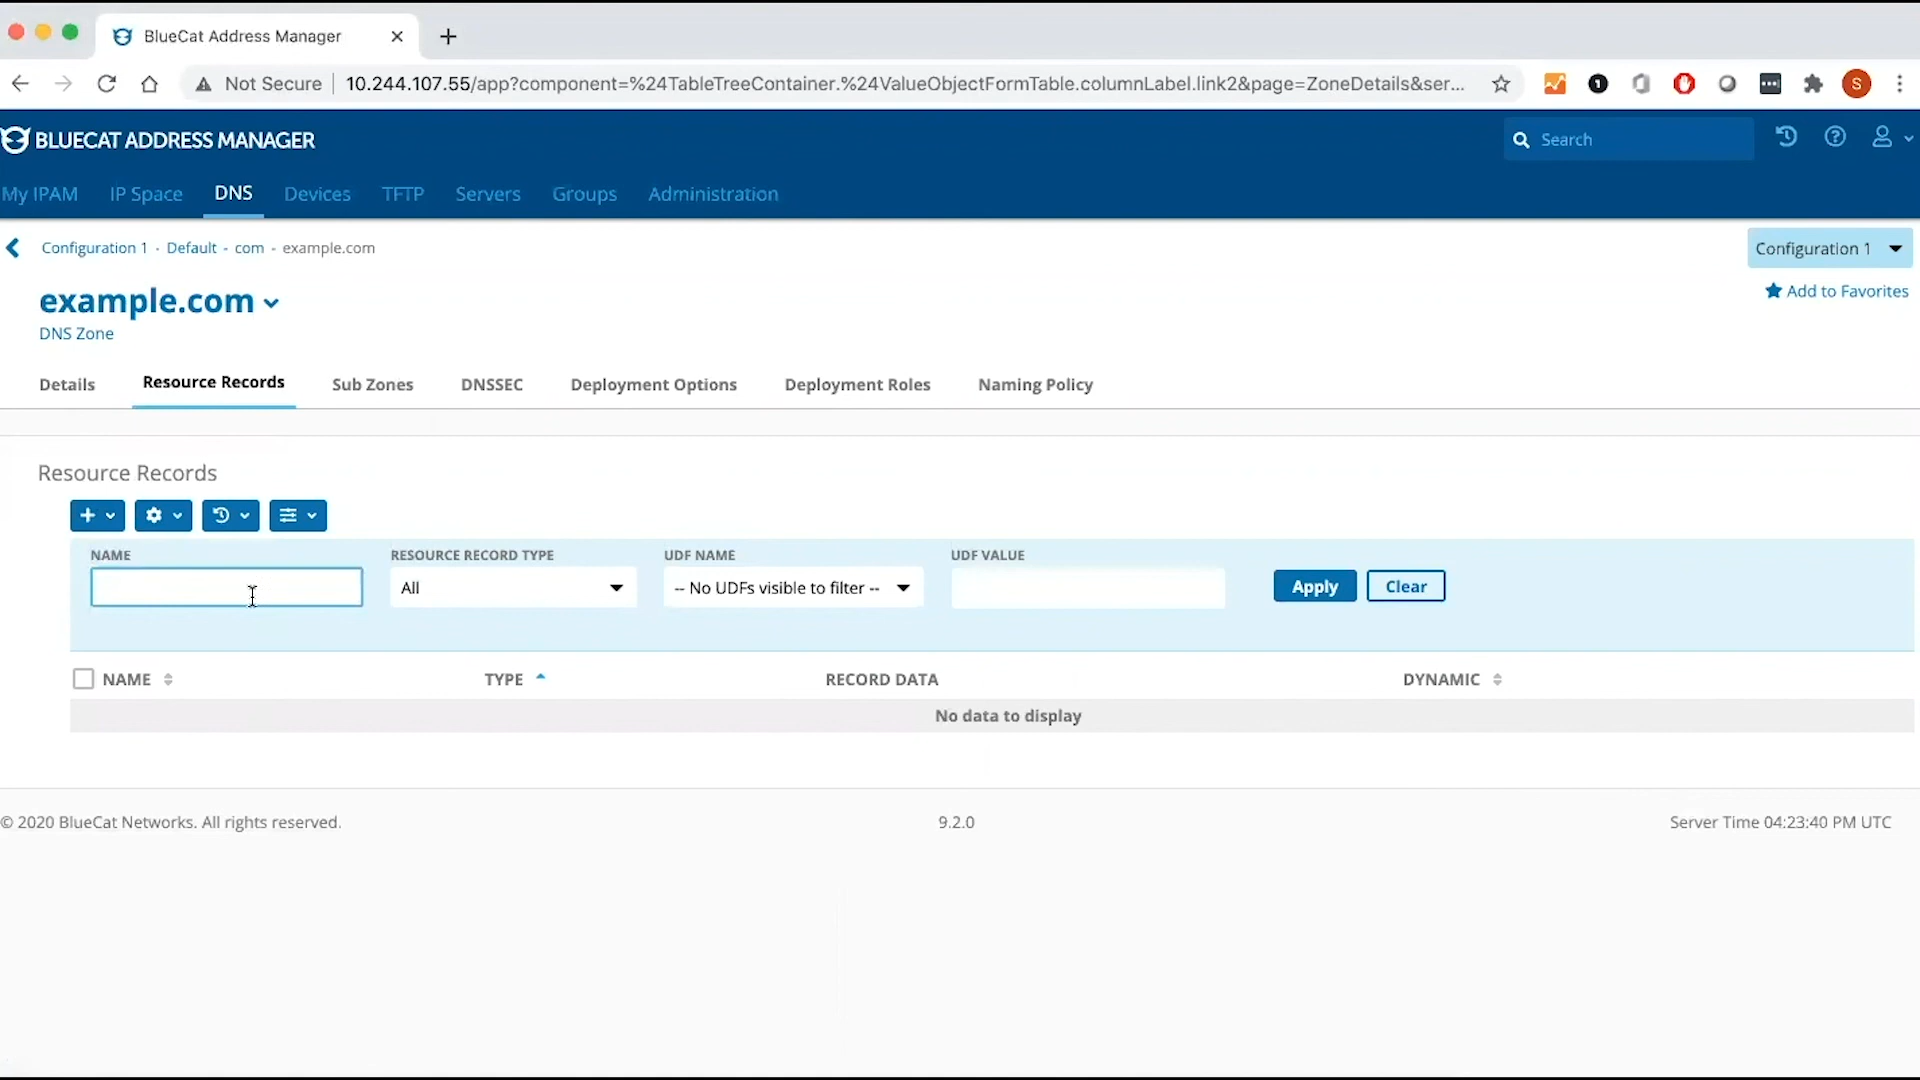 BlueCat Address Manager
Not Secure 10.244.107.55/app?component=%24TableTreeContainer.%24ValueObjectFormTable.columnLabel.link2&page=ZoneDetails&ser...
S
BLUECAT ADDRESS MANAGER
Search
My IPAM IP Space DNS Devices TFTP Servers Groups Administration
Configuration 1 · Default - com - example.com
Configuration 1
example.com
Add to Favorites
DNS Zone
Details Resource Records Sub Zones DNSSEC Deployment Options Deployment Roles Naming Policy
Resource Records
NAME RESOURCE RECORD TYPE UDF NAME UDF VALUE
All -- No UDFs visible to filter -- Apply Clear
NAME TYPE RECORD DATA DYNAMIC
No data to display
© 2020 BlueCat Networks. All rights reserved. 9.2.0 Server Time 04:23:40 PM UTC